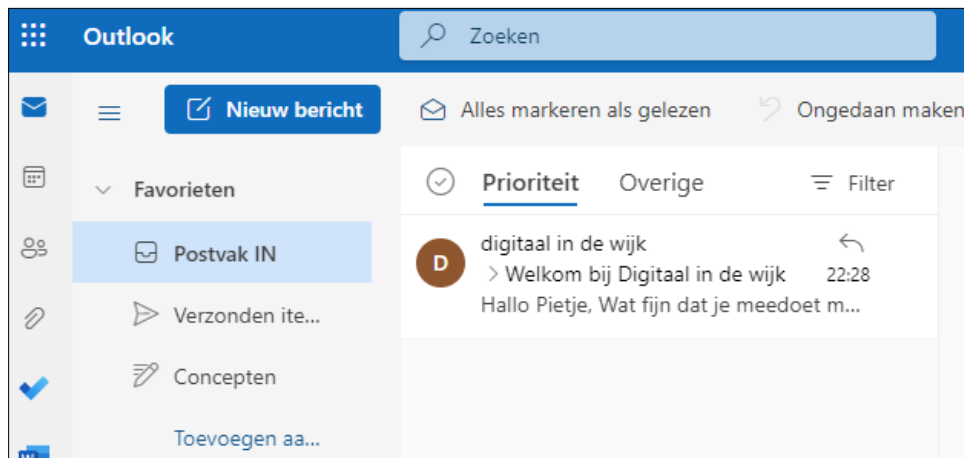 Outlook
Zoeken
Nieuw bericht
Alles markeren als gelezen
Ongedaan maken
Favorieten
Prioriteit
Overige
Filter
Postvak IN
digitaal in de wijk
D
Welkom bij Digitaal in de wijk
22:28
Hallo Pietje, Wat fijn dat je meedoet m...
Verzonden ite...
Concepten
Toevoegen aa...
W